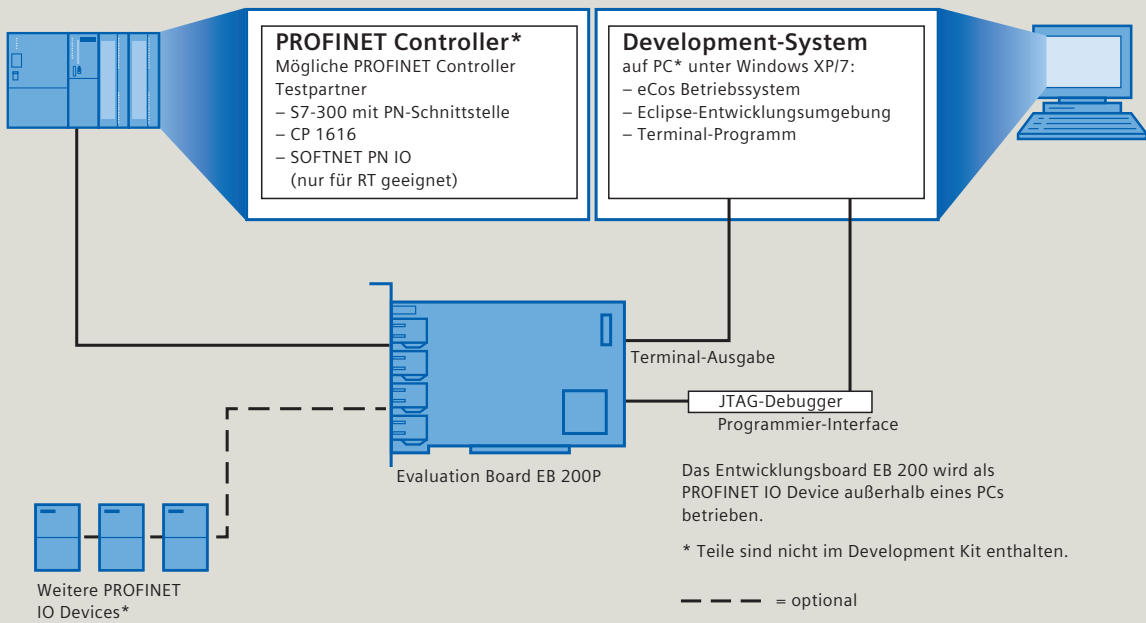 PROFINET Controller*
Mögliche PROFINET Controller
Testpartner
– S7-300 mit PN-Schnittstelle
– CP 1616
– SOFTNET PN IO
(nur für RT geeignet)
Development-System
auf PC* unter Windows XP/7:
– eCos Betriebssystem
– Eclipse-Entwicklungsumgebung
– Terminal-Programm
Terminal-Ausgabe
JTAG-Debugger
Programmier-Interface
Evaluation Board EB 200P
Das Entwicklungsboard EB 200 wird als
PROFINET IO Device außerhalb eines PCs
betrieben.
* Teile sind nicht im Development Kit enthalten.
= optional
Weitere PROFINET
IO Devices*